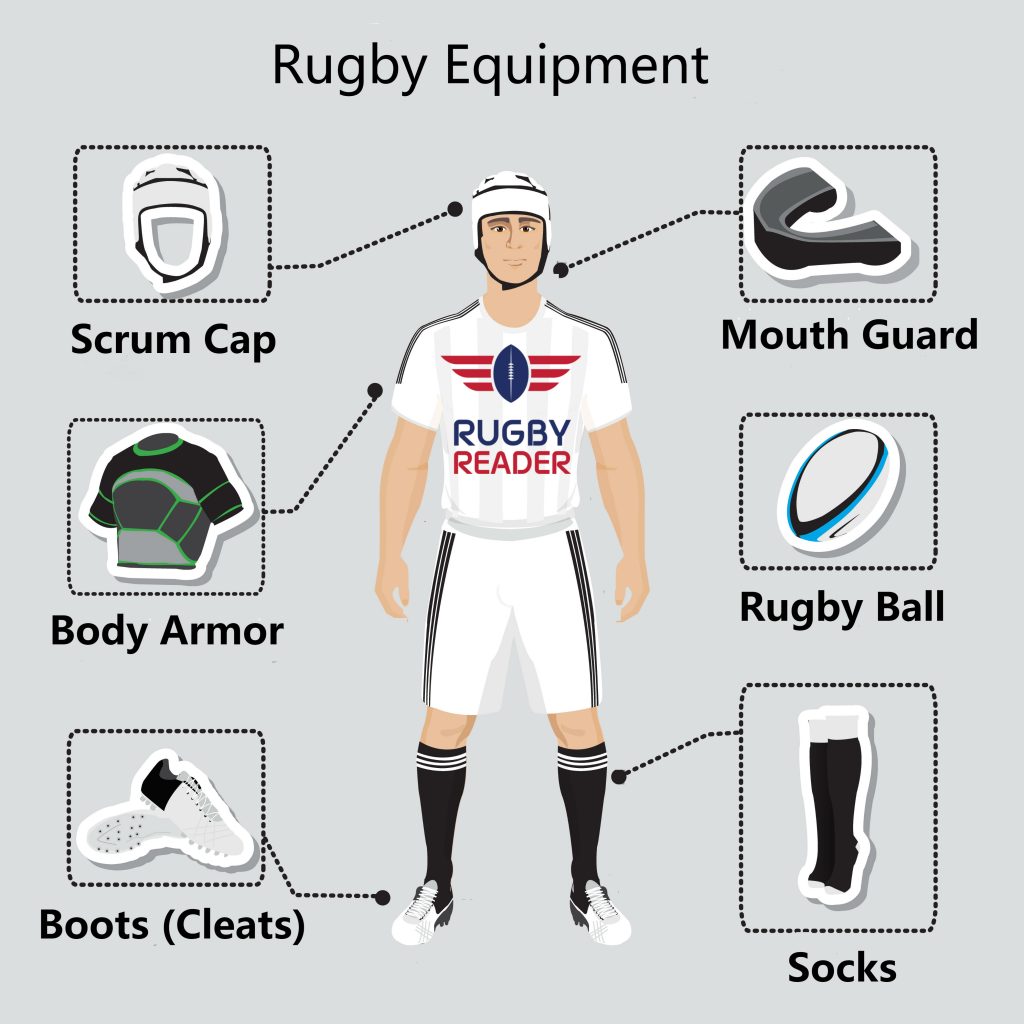 Rugby Equipment
Scrum Cap
Mouth Guard
RUGBY
READER
Body Armor
Rugby Ball
Boots (Cleats)
Socks